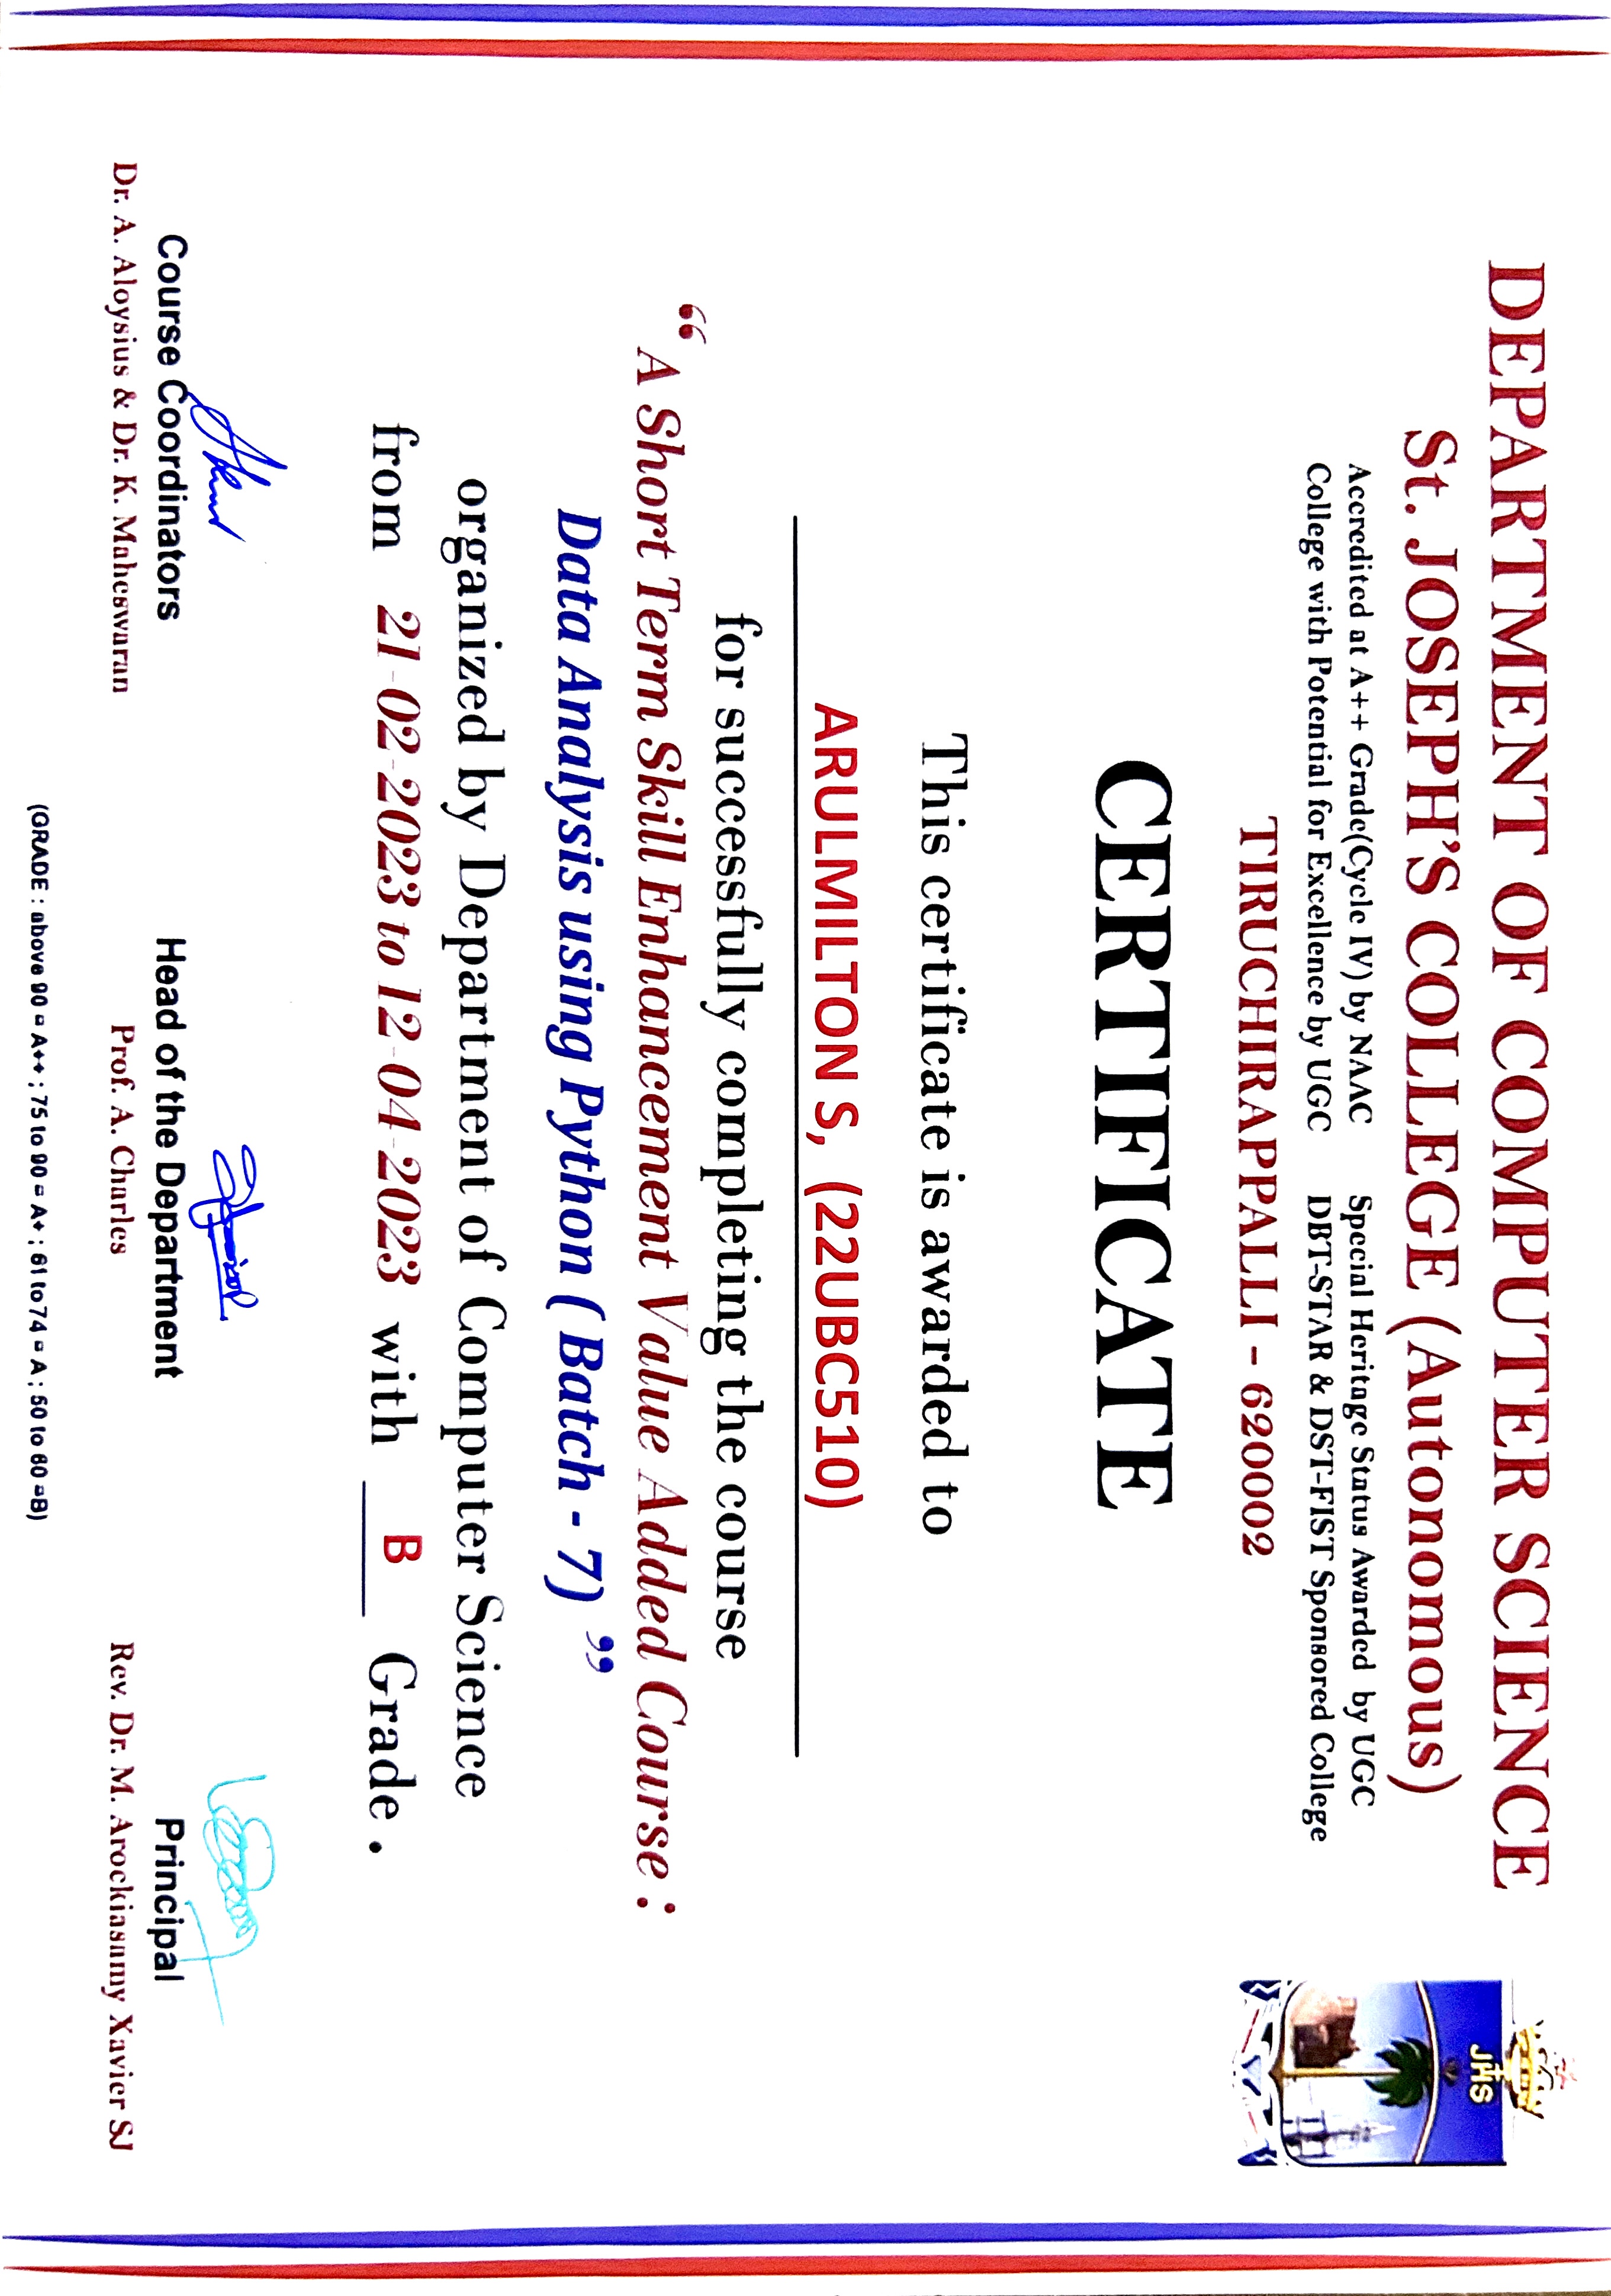 DEPARTMENT OF COMPUTER SCIENCE
St. JOSEPH'S COLLEGE (Autonomous)
Accredited at A++ Grade(Cycle IV) by NAAC Special Heritage Status Awarded by UGC
College with Potential for Excellence by UGC DBT-STAR & DST-FIST Sponsored College
TIRUCHIRAPPALLI - 620002
JHS
CERTIFICATE
This certificate is awarded to
ARULMILTON S, (22UBC510)
for successfully completing the course
“A Short Term Skill Enhancement Value Added Course :
Data Analysis using Python ( Batch - 7) ”
organized by Department of Computer Science
from 21-02-2023 to 12-04-2023 with B Grade .
Course Coordinators Head of the Department Principal
Dr. A. Aloysius & Dr. K. Maheswaran Prof. A. Charles Rev. Dr. M. Arockiasamy Xavier SJ
(GRADE : above 90 = A++ ; 75 to 90 = A+ ; 61 to 74 = A ; 50 to 60 =B)